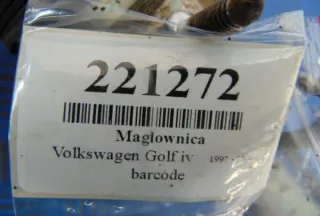 221272
Maglownica
Volkswagen Golf iv 1997
barcode